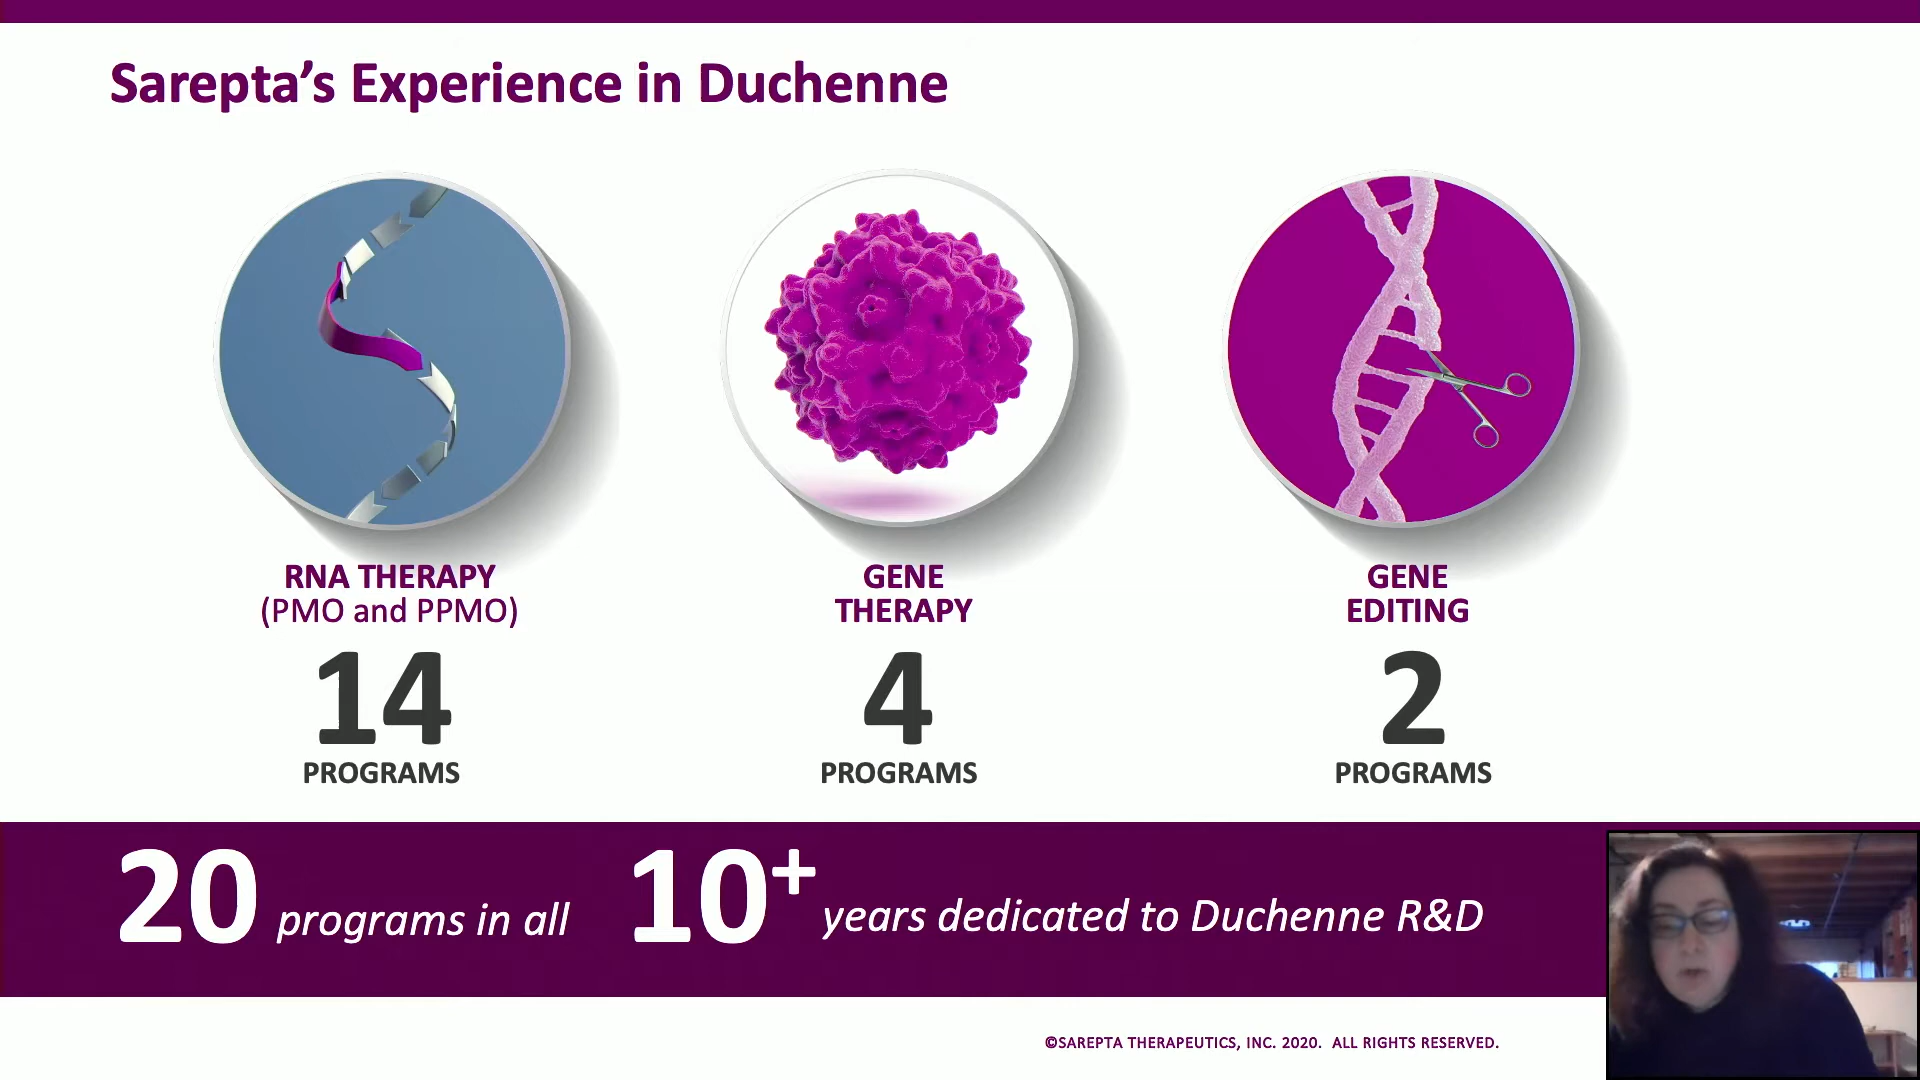 Sarepta’s Experience in Duchenne
RNA THERAPY
(PMO and PPMO)
14
PROGRAMS
GENE
THERAPY
4
PROGRAMS
GENE
EDITING
2
PROGRAMS
20 programs in all
10+ years dedicated to Duchenne R&D
©SAREPTA THERAPEUTICS, INC. 2020. ALL RIGHTS RESERVED.